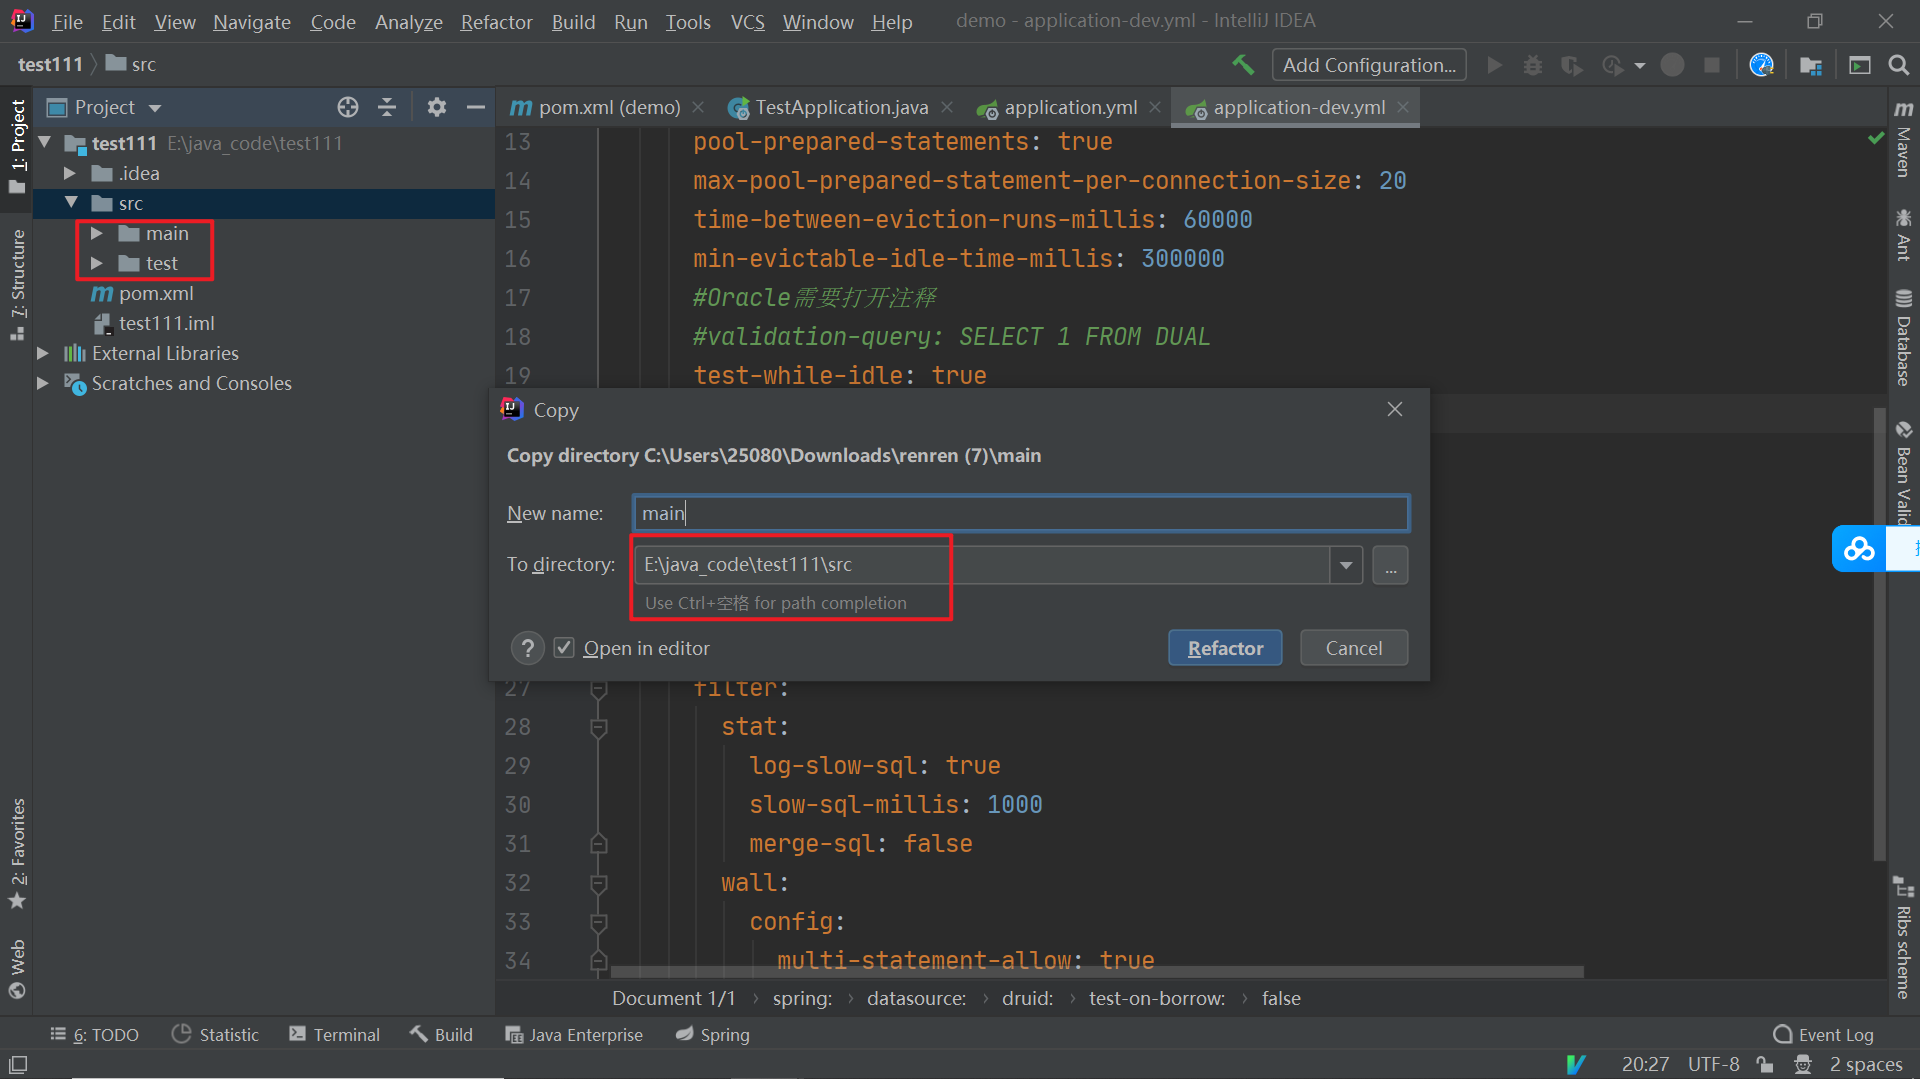 File Edit View Navigate Code Analyze Refactor Build Run Tools VCS Window Help demo - application-dev.yml - IntelliJ IDEA
test111 src Add Configuration...
1: Project
Project
pom.xml (demo) TestApplication.java application.yml application-dev.yml
test111 E:\java_code\test111
.idea
src
main
test
pom.xml
test111.iml
External Libraries
Scratches and Consoles
7: Structure
2: Favorites
Web
13 pool-prepared-statements: true
14 max-pool-prepared-statement-per-connection-size: 20
15 time-between-eviction-runs-millis: 60000
16 min-evictable-idle-time-millis: 300000
17 #Oracle需要打开注释
18 #validation-query: SELECT 1 FROM DUAL
19 test-while-idle: true
Copy
Copy directory C:\Users\25080\Downloads\renren (7)\main
New name: main
To directory: E:\java_code\test111\src
...
Use Ctrl+空格 for path completion
? Open in editor Refactor Cancel
27 filter:
28 stat:
29 log-slow-sql: true
30 slow-sql-millis: 1000
31 merge-sql: false
32 wall:
33 config:
34 multi-statement-allow: true
Document 1/1 spring: datasource: druid: test-on-borrow: false
Maven
Ant
Database
Bean Valid
Ribs scheme
6: TODO Statistic Terminal Build Java Enterprise Spring Event Log
20:27 UTF-8 2 spaces